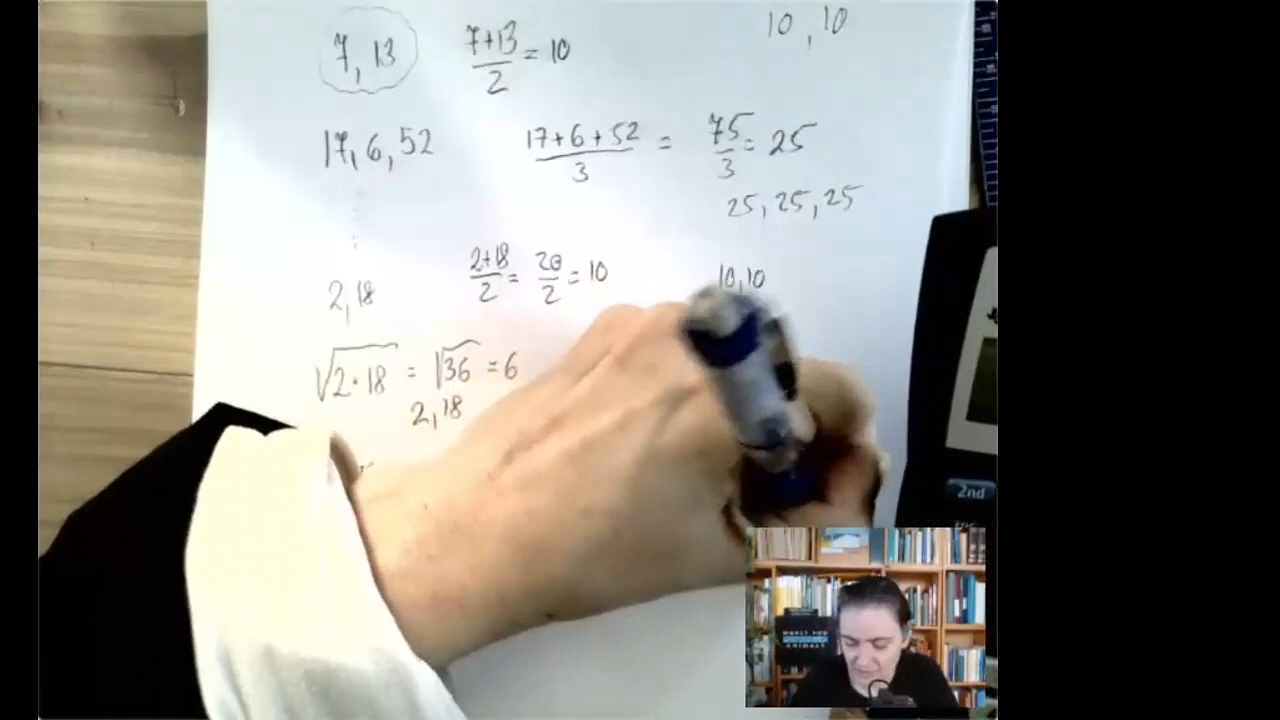 7, 13 7+13/2 = 10 10, 10
17, 6, 52 17+6+52/3 = 75/3 = 25
25, 25, 25
2, 18 2+18/2 = 20/2 = 10 10, 10
√2·18 = √36 = 6
2, 18
2nd